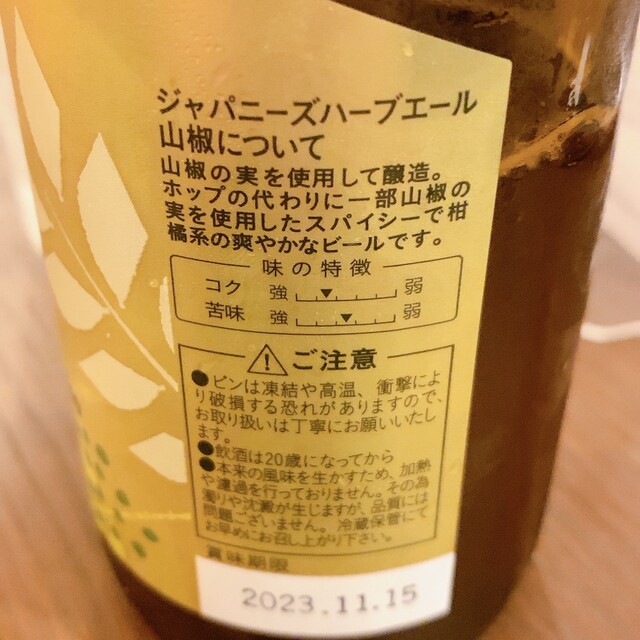 ジャパニーズハーブエール
山椒について
山椒の実を使用して醸造。
ホップの代わりに一部山椒の
実を使用したスパイシーで柑
橘系の爽やかなビールです。
味の特徴
コク 強 弱
苦味 強 弱
ご注意
●ビンは凍結や高温、衝撃によ
り破損する恐れがありますので、
お取り扱いは丁寧にお願いいたし
ます。
●飲酒は20歳になってから
●本来の風味を生かすため、加熱
や濾過を行っておりません。その為
濁りや沈澱が生じますが、品質には
問題ございません。冷蔵保管にて
お早めにお召し上がり下さい。
賞味期限
2023.11.15